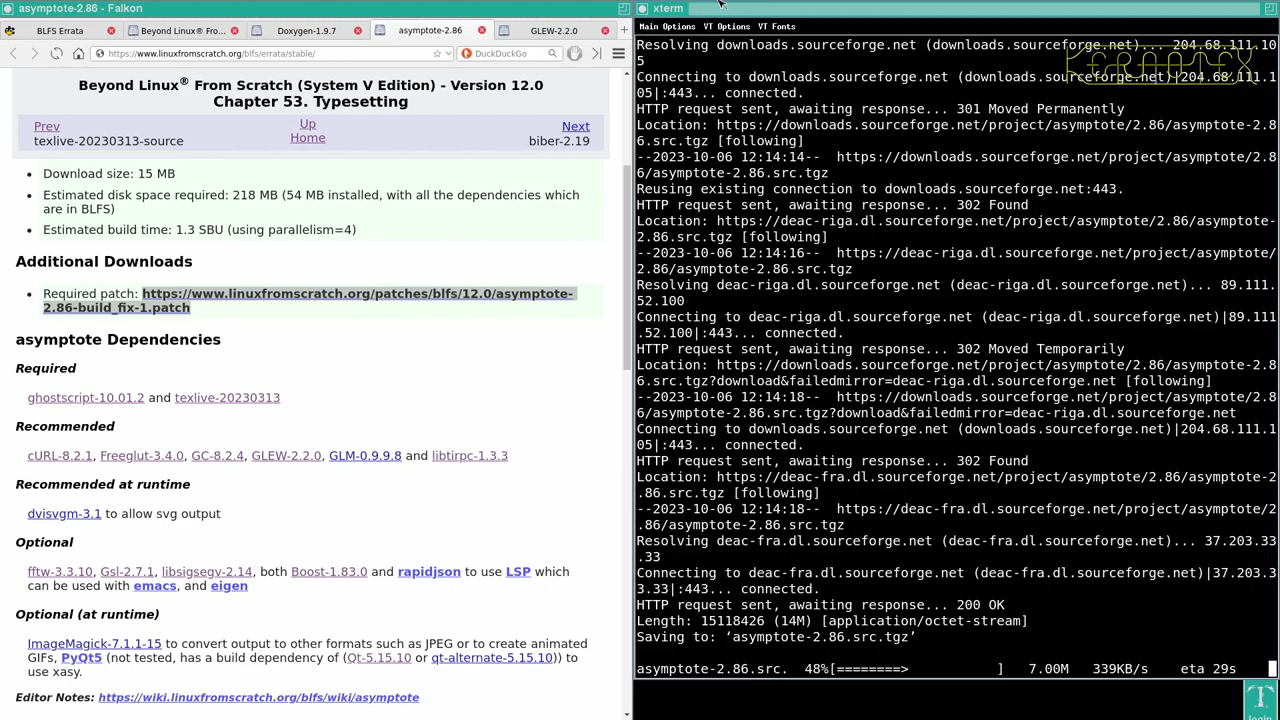 asymptote-2.86 - Falkon
BLFS Errata
Beyond Linux® From...
Doxygen-1.9.7
asymptote-2.86
GLEW-2.2.0
https://www.linuxfromscratch.org/blfs/errata/stable/
DuckDuckGo
Beyond Linux® From Scratch (System V Edition) - Version 12.0
Chapter 53. Typesetting
Prev
Up
Next
texlive-20230313-source
Home
biber-2.19
• Download size: 15 MB
• Estimated disk space required: 218 MB (54 MB installed, with all the dependencies which
are in BLFS)
• Estimated build time: 1.3 SBU (using parallelism=4)
Additional Downloads
• Required patch: https://www.linuxfromscratch.org/patches/blfs/12.0/asymptote-
2.86-build_fix-1.patch
asymptote Dependencies
Required
ghostscript-10.01.2 and texlive-20230313
Recommended
cURL-8.2.1, Freeglut-3.4.0, GC-8.2.4, GLEW-2.2.0, GLM-0.9.9.8 and libtirpc-1.3.3
Recommended at runtime
dvisvgm-3.1 to allow svg output
Optional
fftw-3.3.10, Gsl-2.7.1, libsigsegv-2.14, both Boost-1.83.0 and rapidjson to use LSP which
can be used with emacs, and eigen
Optional (at runtime)
ImageMagick-7.1.1-15 to convert output to other formats such as JPEG or to create animated
GIFs, PyQt5 (not tested, has a build dependency of (Qt-5.15.10 or qt-alternate-5.15.10)) to
use xasy.
Editor Notes: https://wiki.linuxfromscratch.org/blfs/wiki/asymptote
xterm
Main Options VT Options VT Fonts
Resolving downloads.sourceforge.net (downloads.sourceforge.net)... 204.68.111.10
5
Connecting to downloads.sourceforge.net (downloads.sourceforge.net)|204.68.111.1
05|:443... connected.
HTTP request sent, awaiting response... 301 Moved Permanently
Location: https://downloads.sourceforge.net/project/asymptote/2.86/asymptote-2.8
6.src.tgz [following]
--2023-10-06 12:14:14--  https://downloads.sourceforge.net/project/asymptote/2.8
6/asymptote-2.86.src.tgz
Reusing existing connection to downloads.sourceforge.net:443.
HTTP request sent, awaiting response... 302 Found
Location: https://deac-riga.dl.sourceforge.net/project/asymptote/2.86/asymptote-
2.86.src.tgz [following]
--2023-10-06 12:14:16--  https://deac-riga.dl.sourceforge.net/project/asymptote/
2.86/asymptote-2.86.src.tgz
Resolving deac-riga.dl.sourceforge.net (deac-riga.dl.sourceforge.net)... 89.111.
52.100
Connecting to deac-riga.dl.sourceforge.net (deac-riga.dl.sourceforge.net)|89.111
.52.100|:443... connected.
HTTP request sent, awaiting response... 302 Moved Temporarily
Location: https://downloads.sourceforge.net/project/asymptote/2.86/asymptote-2.8
6.src.tgz?download&failedmirror=deac-riga.dl.sourceforge.net [following]
--2023-10-06 12:14:18--  https://downloads.sourceforge.net/project/asymptote/2.8
6/asymptote-2.86.src.tgz?download&failedmirror=deac-riga.dl.sourceforge.net
Connecting to downloads.sourceforge.net (downloads.sourceforge.net)|204.68.111.1
05|:443... connected.
HTTP request sent, awaiting response... 302 Found
Location: https://deac-fra.dl.sourceforge.net/project/asymptote/2.86/asymptote-2
.86.src.tgz [following]
--2023-10-06 12:14:18--  https://deac-fra.dl.sourceforge.net/project/asymptote/2
.86/asymptote-2.86.src.tgz
Resolving deac-fra.dl.sourceforge.net (deac-fra.dl.sourceforge.net)... 37.203.33
.33
Connecting to deac-fra.dl.sourceforge.net (deac-fra.dl.sourceforge.net)|37.203.3
3.33|:443... connected.
HTTP request sent, awaiting response... 200 OK
Length: 15118426 (14M) [application/octet-stream]
Saving to: ‘asymptote-2.86.src.tgz’
asymptote-2.86.src.  48%[========>          ]   7.00M   339KB/s    eta 29s
login